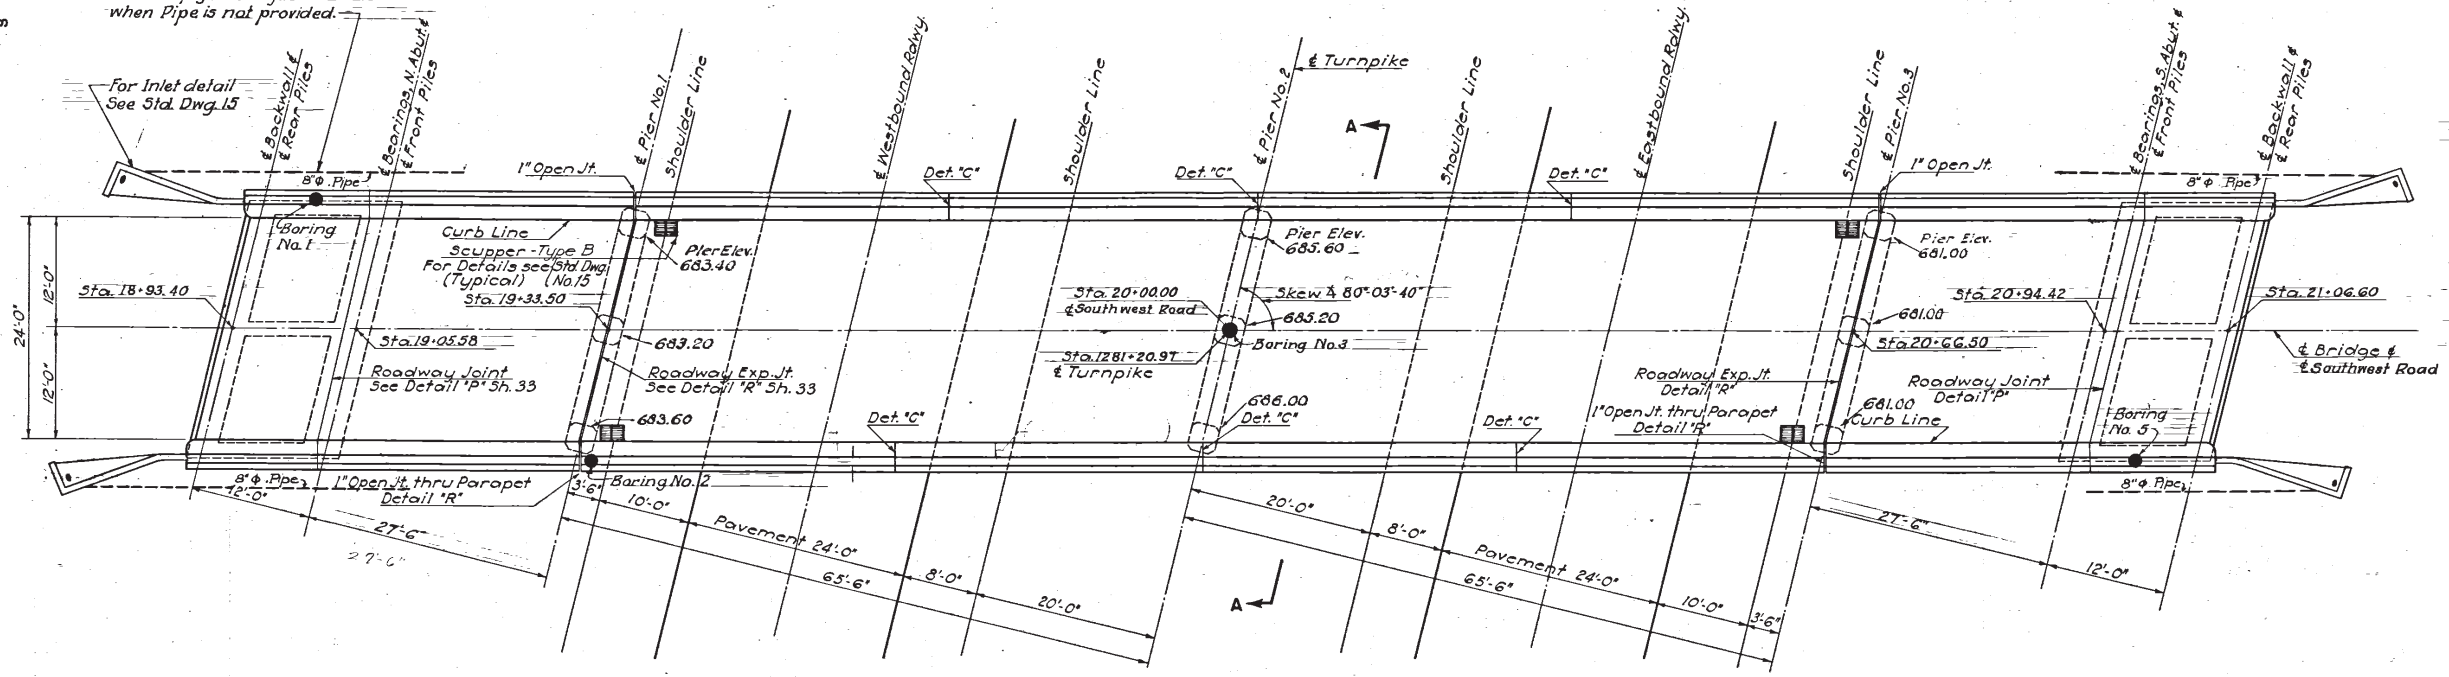 when Pipe is not provided.
For Inlet detail
See Std. Dwg. 15
℄ Backwall &
℄ Rear Piles
℄ Bearings, N. Abut. &
℄ Front Piles
℄ Pier No.1.
Shoulder Line
℄ Westbound Rdwy.
Shoulder Line
℄ Pier No.2
℄ Turnpike
Shoulder Line
℄ Eastbound Rdwy.
Shoulder Line
℄ Pier No.3
℄ Bearings, S. Abut. &
℄ Front Piles
℄ Backwall &
℄ Rear Piles
A
1" Open Jt.
Det. "C"
Det. "C"
Det. "C"
1" Open Jt.
8"φ Pipe
8"φ Pipe
Boring
No. 1
Curb Line
Scupper - Type B
For Details see Std. Dwg.
(Typical) (No. 15
Pier Elev.
683.40
Pier Elev.
685.60
Pier Elev.
681.00
24'-0"
12'-0"
12'-0"
Sta. 18+93.40
Sta. 19+33.50
Sta. 20+00.00
℄ Southwest Road
Skew ∡ 80°-03'-40"
685.20
Sta. 20+94.42
Sta. 21+06.60
681.00
Sta. 19+05.58
683.20
Boring No.3
Sta. 1281+20.97
℄ Turnpike
Sta. 20+66.50
℄ Bridge &
℄ Southwest Road
Roadway Joint
See Detail "P" Sh. 33
Roadway Exp. Jt.
See Detail "R" Sh. 33
Roadway Exp. Jt.
Detail "R"
Roadway Joint
Detail "P"
683.60
Det. "C"
686.00
Det. "C"
Det. "C"
1" Open Jt. thru Parapet
Detail "R"
681.00
Curb Line
Boring
No. 5
8"φ Pipe
1" Open Jt. thru Parapet
Detail "R"
Boring No. 2
8"φ Pipe
12'-0"
27'-6"
27'-6"
3'-6"
10'-0"
Pavement 24'-0"
65'-6"
8'-0"
20'-0"
20'-0"
8'-0"
Pavement 24'-0"
65'-6"
10'-0"
3'-6"
27'-6"
12'-0"
A